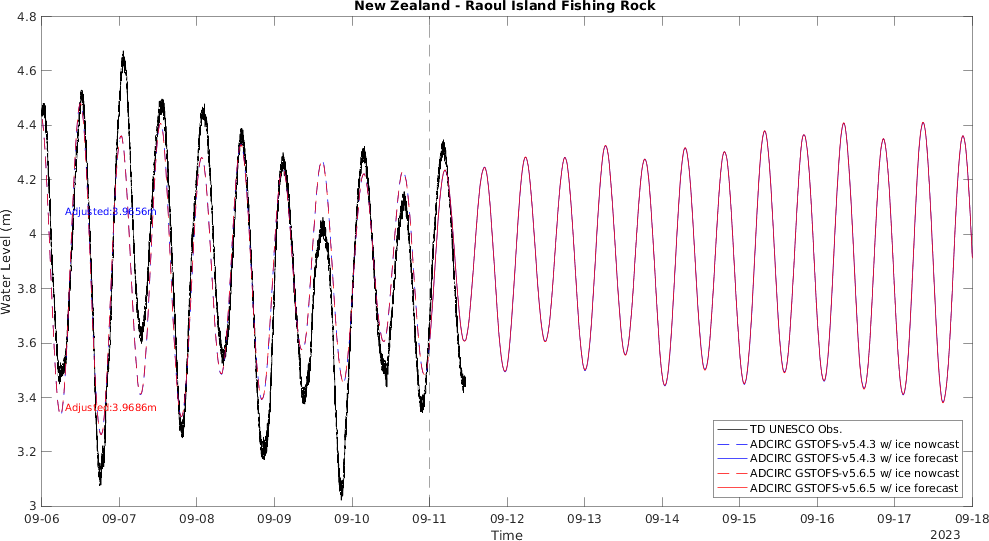 New Zealand - Raoul Island Fishing Rock
4.8
4.6
4.4
4.2
4
3.8
3.6
3.4
3.2
3
Water Level (m)
Adjusted:3.9656m
Adjusted:3.9686m
TD UNESCO Obs.
ADCIRC GSTOFS-v5.4.3 w/ ice nowcast
ADCIRC GSTOFS-v5.4.3 w/ ice forecast
ADCIRC GSTOFS-v5.6.5 w/ ice nowcast
ADCIRC GSTOFS-v5.6.5 w/ ice forecast
09-06 09-07 09-08 09-09 09-10 09-11 09-12 09-13 09-14 09-15 09-16 09-17 09-18
Time
2023